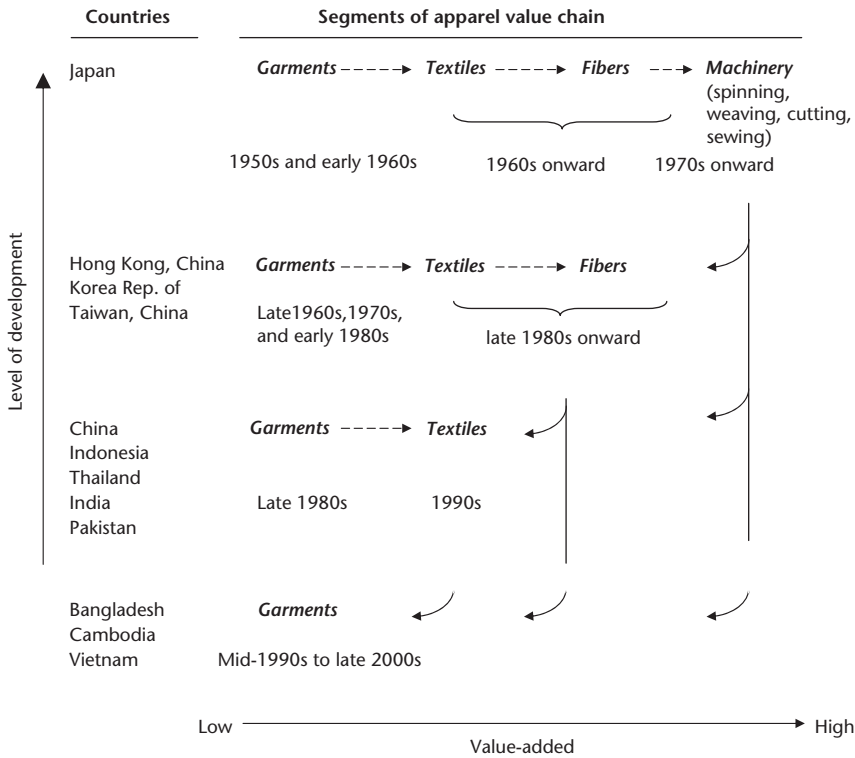 Countries
Segments of apparel value chain
Japan
Garments
Textiles
Fibers
Machinery
(spinning,
weaving, cutting,
sewing)
1950s and early 1960s
1960s onward
1970s onward
Level of development
Hong Kong, China
Korea Rep. of
Taiwan, China
Garments
Textiles
Fibers
Late1960s,1970s,
and early 1980s
late 1980s onward
China
Indonesia
Thailand
India
Pakistan
Garments
Textiles
Late 1980s
1990s
Bangladesh
Cambodia
Vietnam
Garments
Mid-1990s to late 2000s
Low
High
Value-added